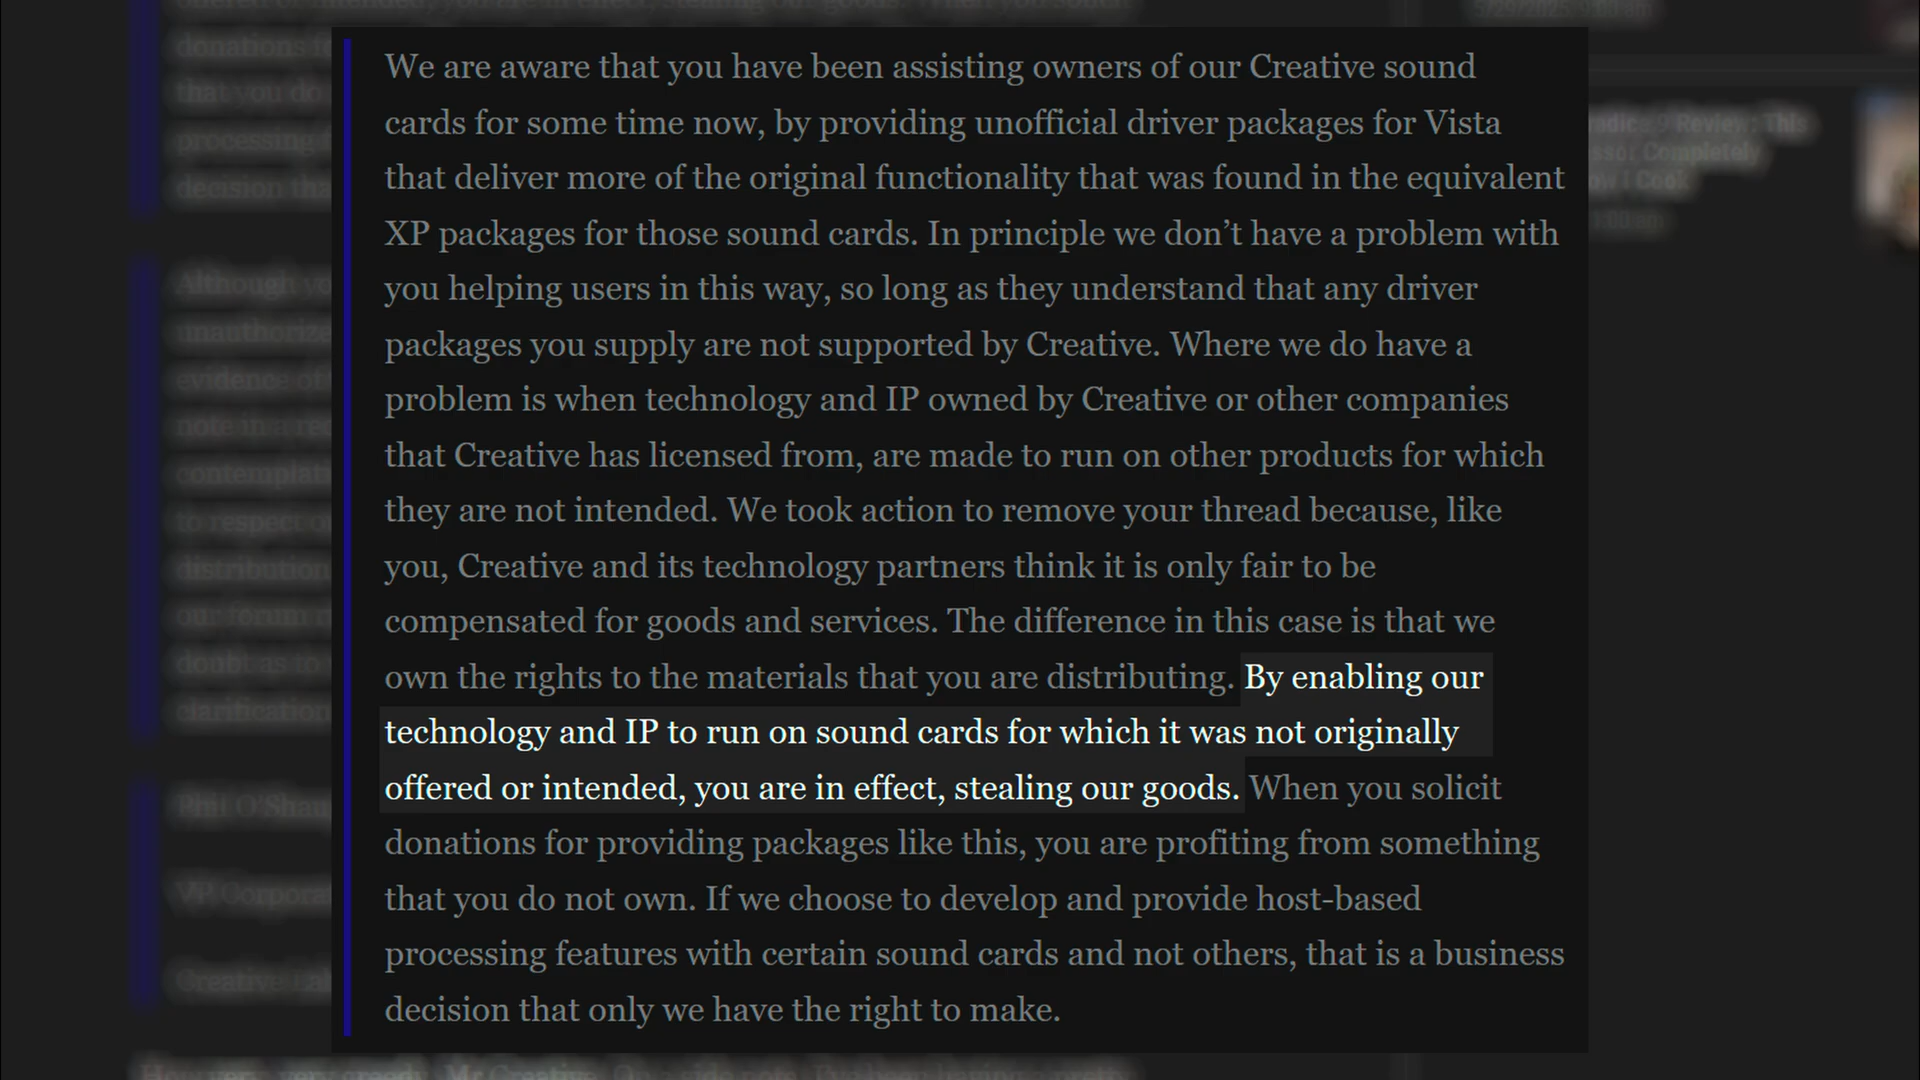 We are aware that you have been assisting owners of our Creative sound
cards for some time now, by providing unofficial driver packages for Vista
that deliver more of the original functionality that was found in the equivalent
XP packages for those sound cards. In principle we don’t have a problem with
you helping users in this way, so long as they understand that any driver
packages you supply are not supported by Creative. Where we do have a
problem is when technology and IP owned by Creative or other companies
that Creative has licensed from, are made to run on other products for which
they are not intended. We took action to remove your thread because, like
you, Creative and its technology partners think it is only fair to be
compensated for goods and services. The difference in this case is that we
own the rights to the materials that you are distributing. By enabling our
technology and IP to run on sound cards for which it was not originally
offered or intended, you are in effect, stealing our goods. When you solicit
donations for providing packages like this, you are profiting from something
that you do not own. If we choose to develop and provide host-based
processing features with certain sound cards and not others, that is a business
decision that only we have the right to make.